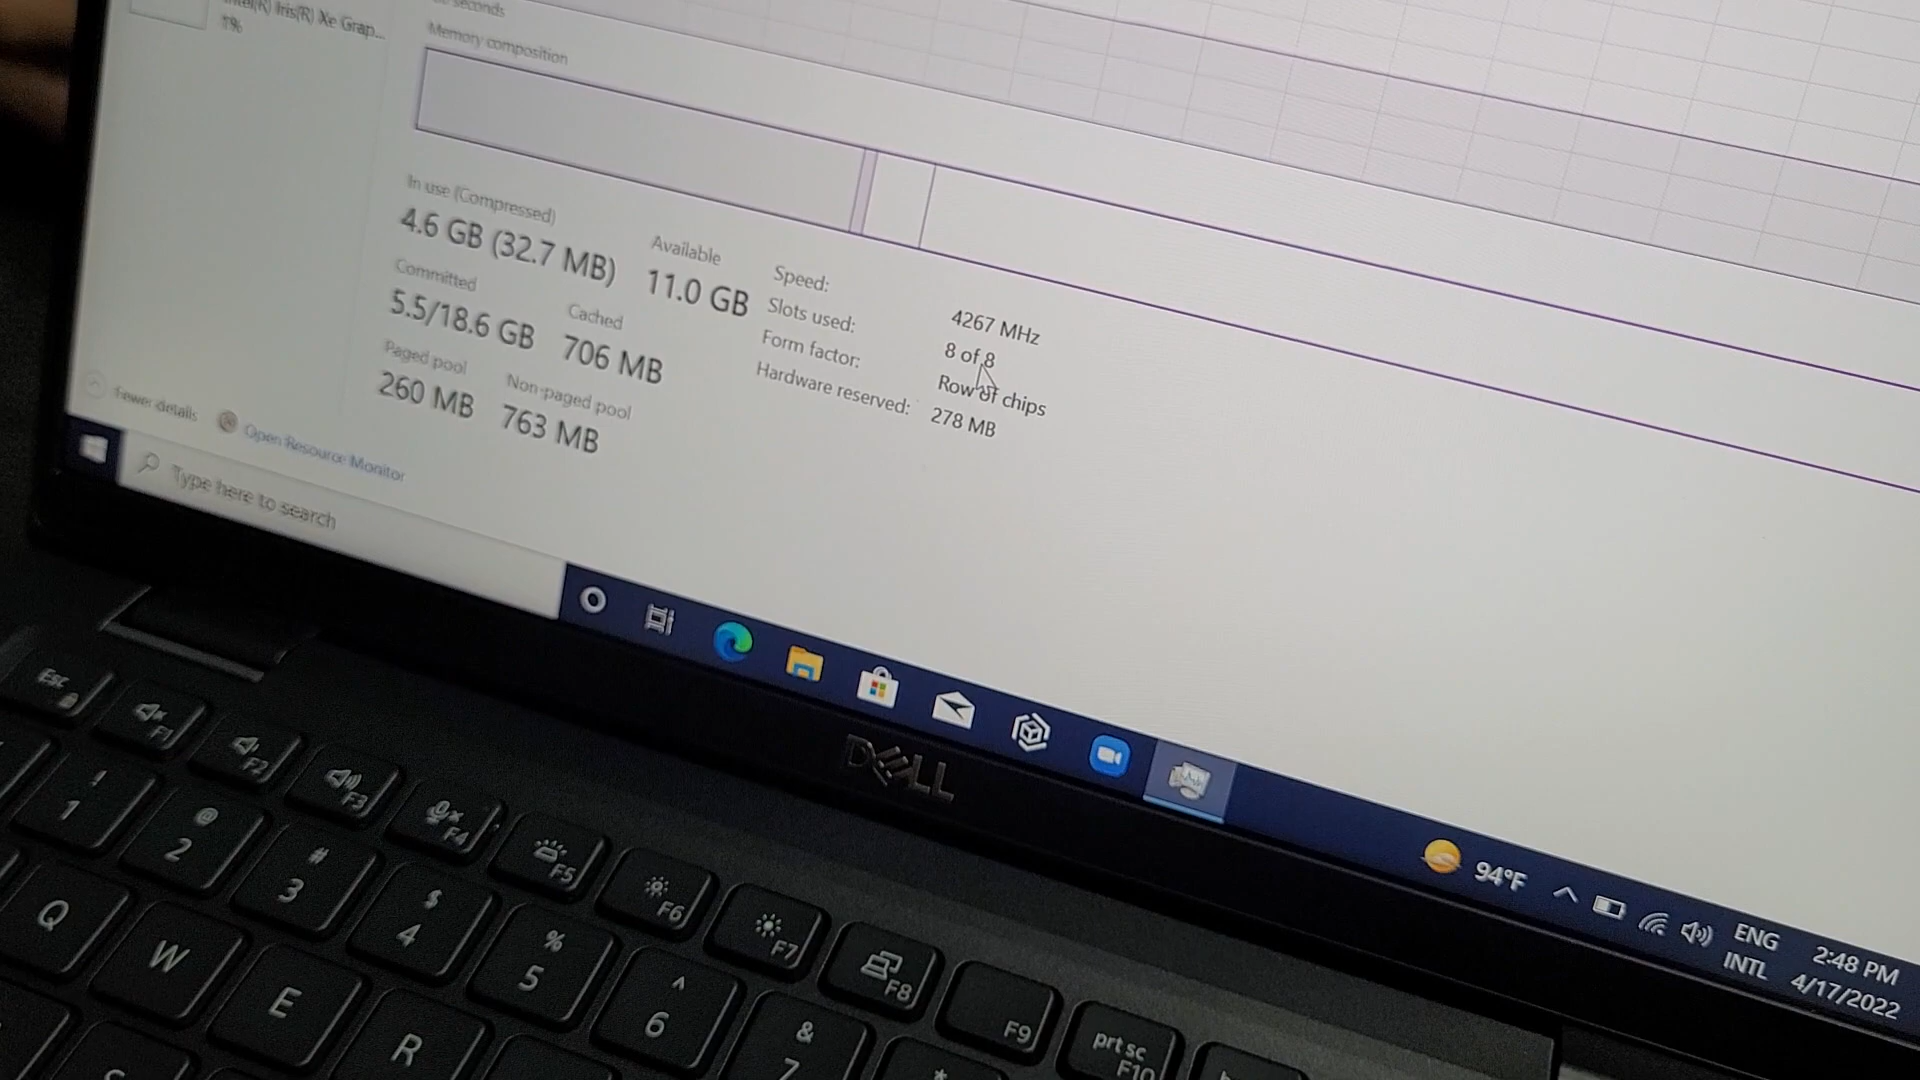 Iris(R) Xe Grap...
1%
seconds
Memory composition
In use (Compressed)
4.6 GB (32.7 MB)
Available
11.0 GB
Committed
5.5/18.6 GB
Cached
706 MB
Paged pool
260 MB
Non-paged pool
763 MB
Speed:
4267 MHz
Slots used:
8 of 8
Form factor:
Row of chips
Hardware reserved:
278 MB
Fewer details
Open Resource Monitor
Type here to search
94°F
ENG
INTL
2:48 PM
4/17/2022
DELL
Esc
F1
F2
F3
F4
F5
F6
F7
F8
F9
prt sc
F10
!
1
@
2
#
3
$
4
%
5
^
6
&
7
*
Q
W
E
R